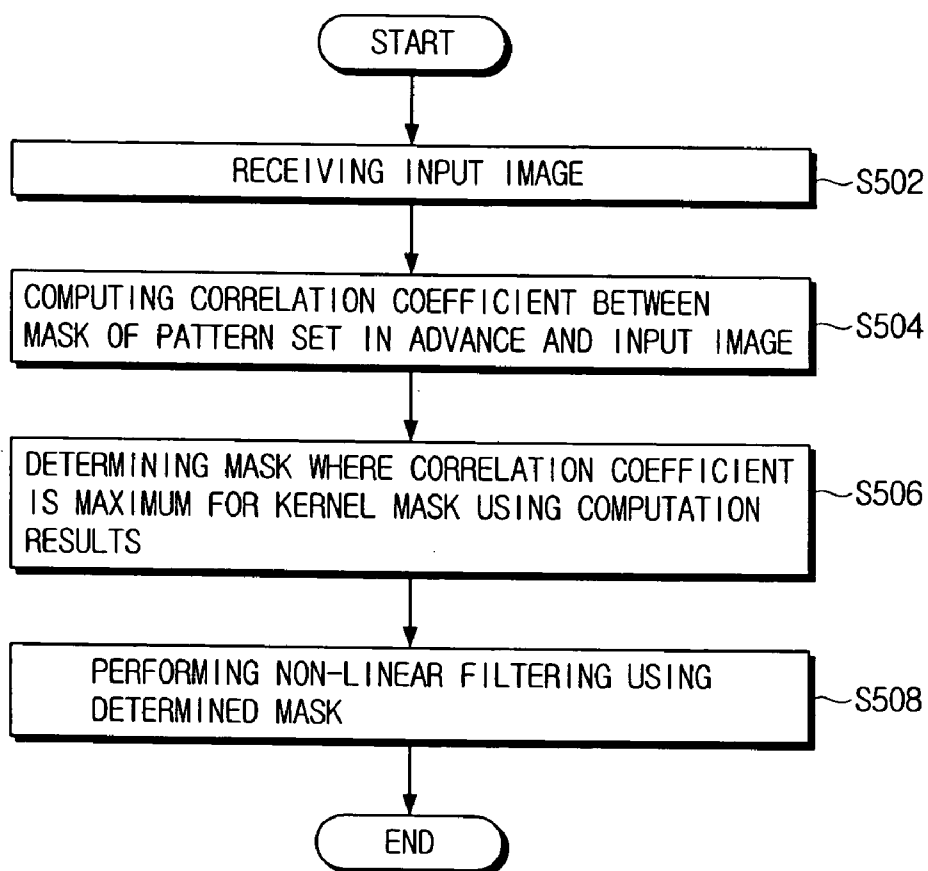 START
RECEIVING INPUT IMAGE
S502
COMPUTING CORRELATION COEFFICIENT BETWEEN
MASK OF PATTERN SET IN ADVANCE AND INPUT IMAGE
S504
DETERMINING MASK WHERE CORRELATION COEFFICIENT
IS MAXIMUM FOR KERNEL MASK USING COMPUTATION
RESULTS
S506
PERFORMING NON-LINEAR FILTERING USING
DETERMINED MASK
S508
END